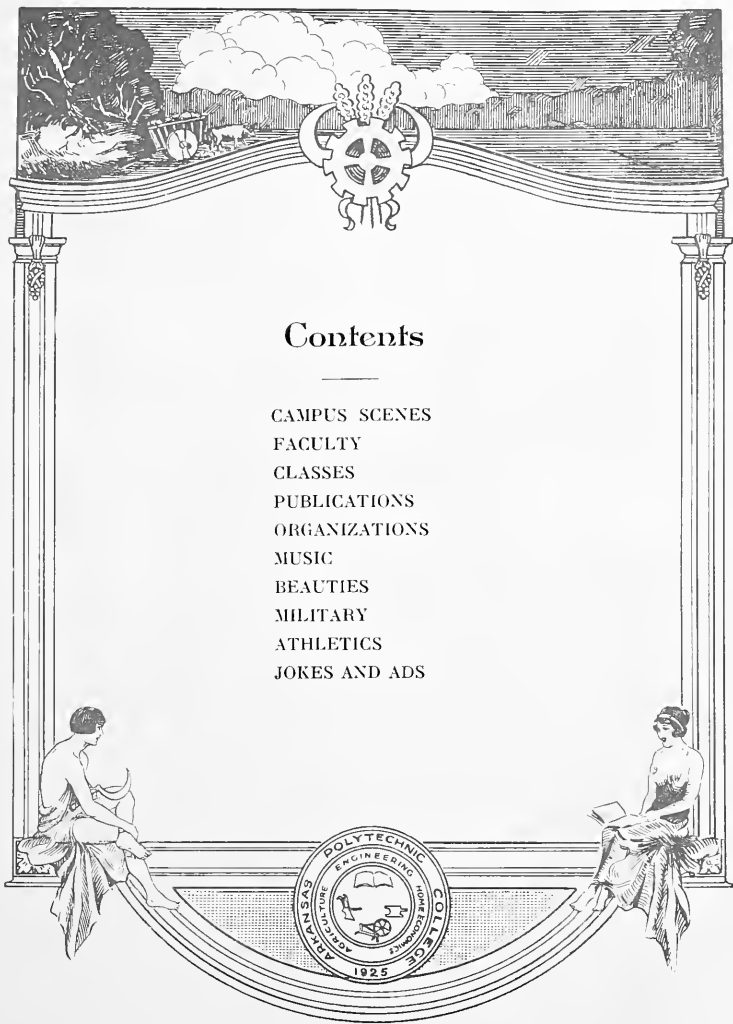 Contents
CAMPUS SCENES
FACULTY
CLASSES
PUBLICATIONS
ORGANIZATIONS
MUSIC
BEAUTIES
MILITARY
ATHLETICS
JOKES AND ADS
ARKANSAS POLYTECHNIC COLLEGE
AGRICULTURE ENGINEERING HOME ECONOMICS
1925